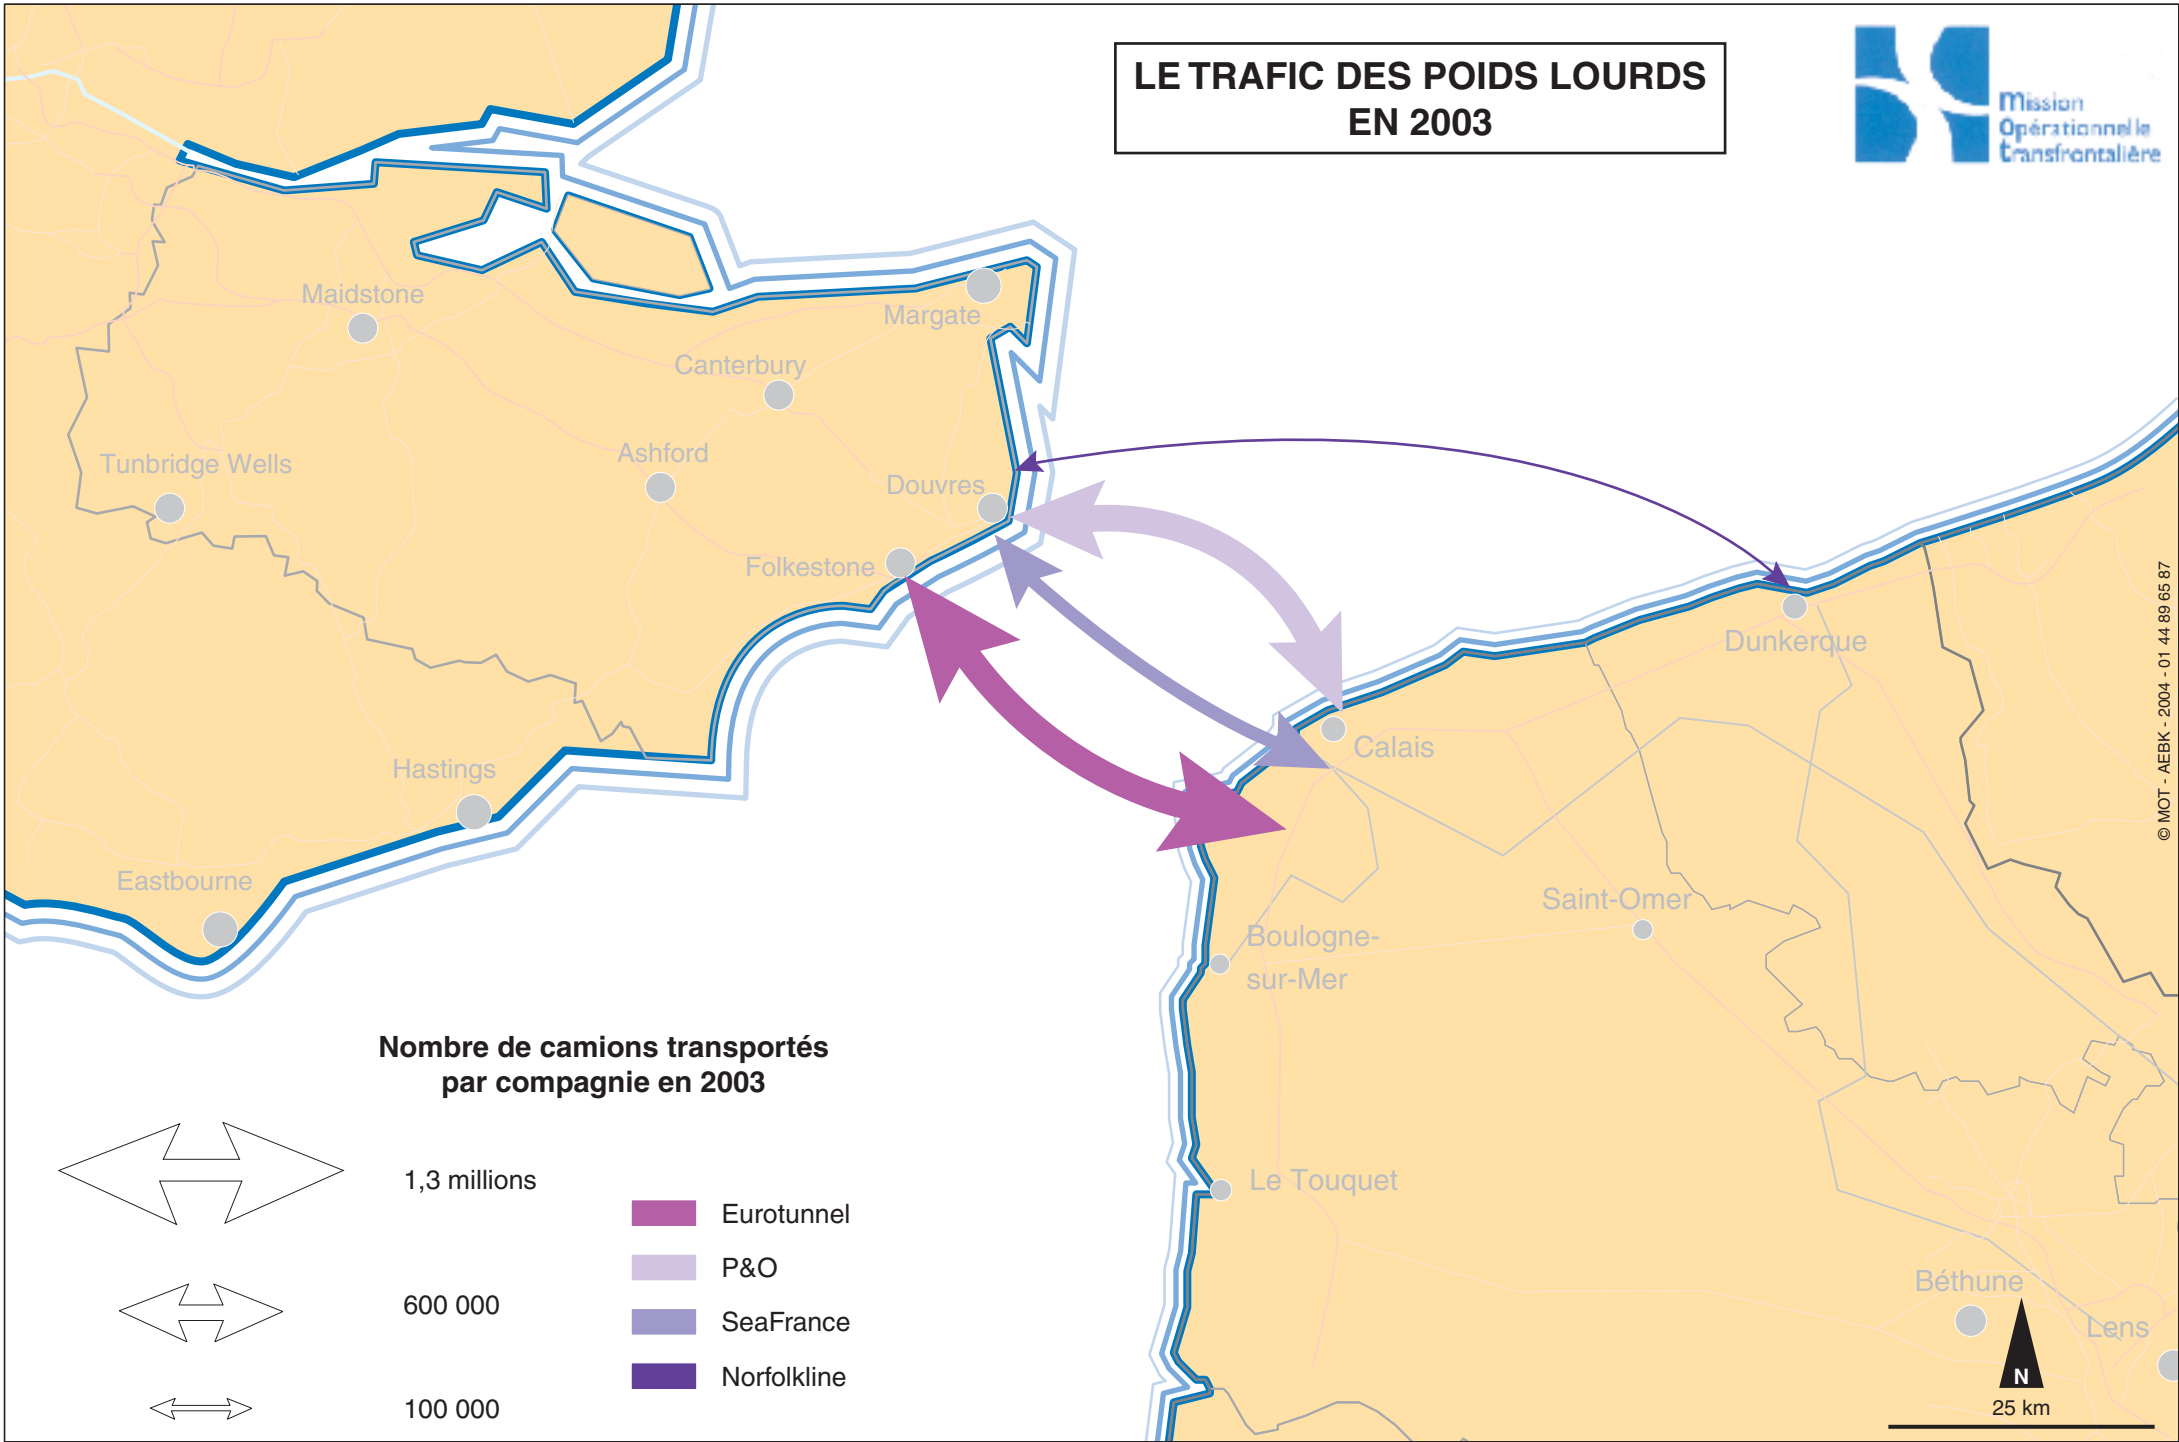 LE TRAFIC DES POIDS LOURDS
EN 2003
mission
Opérationnelle
transfrontalière
Maidstone
Margate
Canterbury
Ashford
Tunbridge Wells
Douvres
Folkestone
Dunkerque
Calais
Hastings
Eastbourne
Saint-Omer
Boulogne-
sur-Mer
Le Touquet
Béthune
Lens
Nombre de camions transportés
par compagnie en 2003
1,3 millions
600 000
100 000
Eurotunnel
P&O
SeaFrance
Norfolkline
N
25 km
© MOT - AEBK - 2004 - 01 44 89 65 87